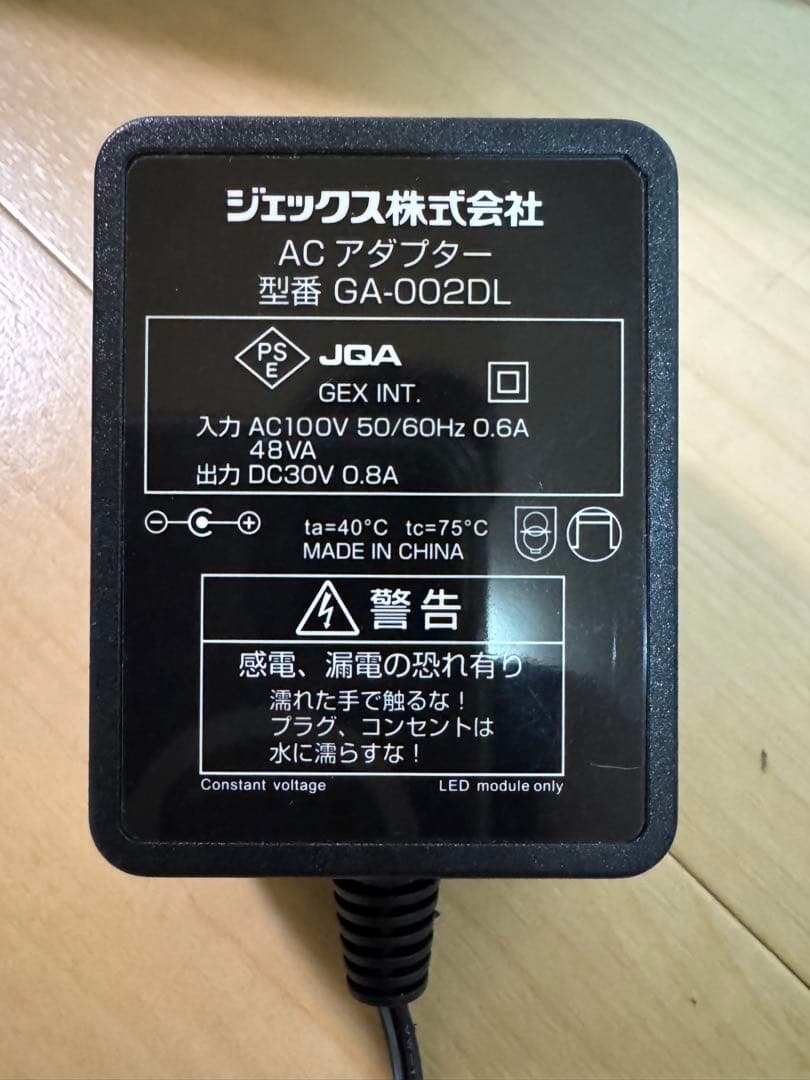 ジェックス株式会社
AC アダプター
型番 GA-002DL
PS
E
JQA
GEX INT.
入力 AC100V 50/60Hz 0.6A
48VA
出力 DC30V 0.8A
ta=40°C tc=75°C
MADE IN CHINA
警告
感電、漏電の恐れ有り
濡れた手で触るな！
プラグ、コンセントは
水に濡らすな！
Constant voltage LED module only